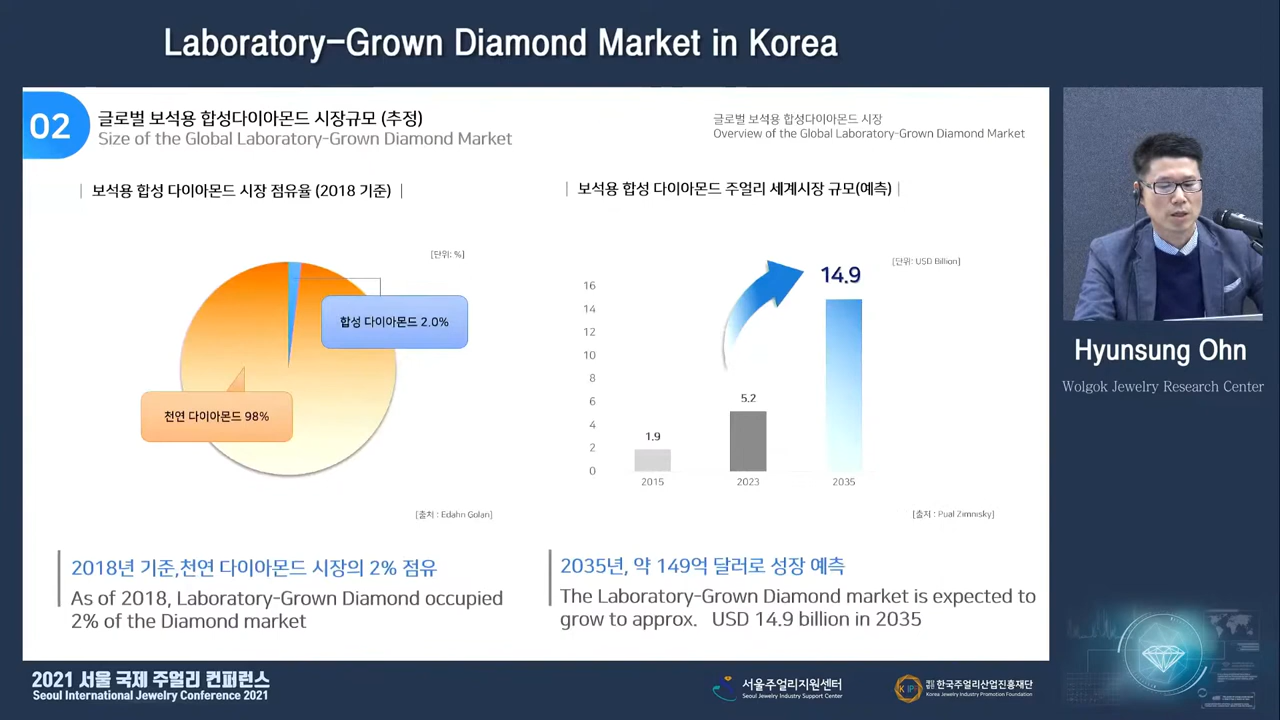 Laboratory-Grown Diamond Market in Korea
02
글로벌 보석용 합성다이아몬드 시장규모 (추정)
Size of the Global Laboratory-Grown Diamond Market
글로벌 보석용 합성다이아몬드 시장
Overview of the Global Laboratory-Grown Diamond Market
| 보석용 합성 다이아몬드 시장 점유율 (2018 기준) |
[단위: %]
합성 다이아몬드 2.0%
천연 다이아몬드 98%
[출처 : Edahn Golan]
| 보석용 합성 다이아몬드 주얼리 세계시장 규모(예측) |
[단위: USD Billion]
16
14
12
10
8
6
4
2
0
1.9
5.2
14.9
2015
2023
2035
[출처 : Pual Zimnisky]
2018년 기준,천연 다이아몬드 시장의 2% 점유
As of 2018, Laboratory-Grown Diamond occupied
2% of the Diamond market
2035년, 약 149억 달러로 성장 예측
The Laboratory-Grown Diamond market is expected to
grow to approx. USD 14.9 billion in 2035
Hyunsung Ohn
Wolgok Jewelry Research Center
2021 서울 국제 주얼리 컨퍼런스
Seoul International Jewelry Conference 2021
서울주얼리지원센터
Seoul Jewelry Industry Support Center
재단법인 한국주얼리산업진흥재단
Korea Jewelry Industry Promotion Foundation